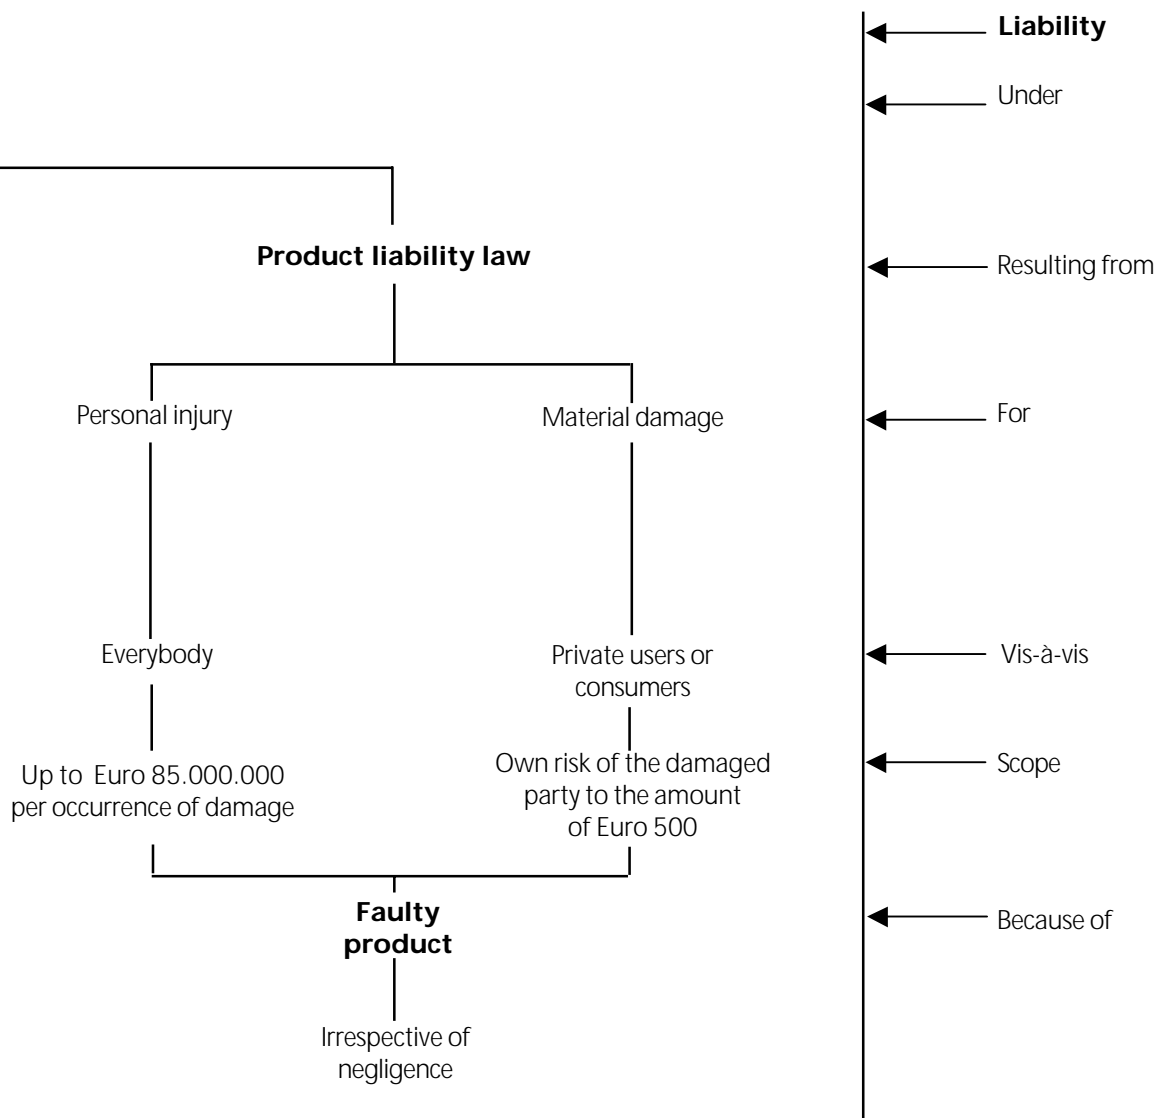 Liability
Under
Product liability law
Resulting from
Personal injury
Material damage
For
Everybody
Private users or
consumers
Vis-à-vis
Up to Euro 85.000.000
per occurrence of damage
Own risk of the damaged
party to the amount
of Euro 500
Scope
Faulty
product
Because of
Irrespective of
negligence